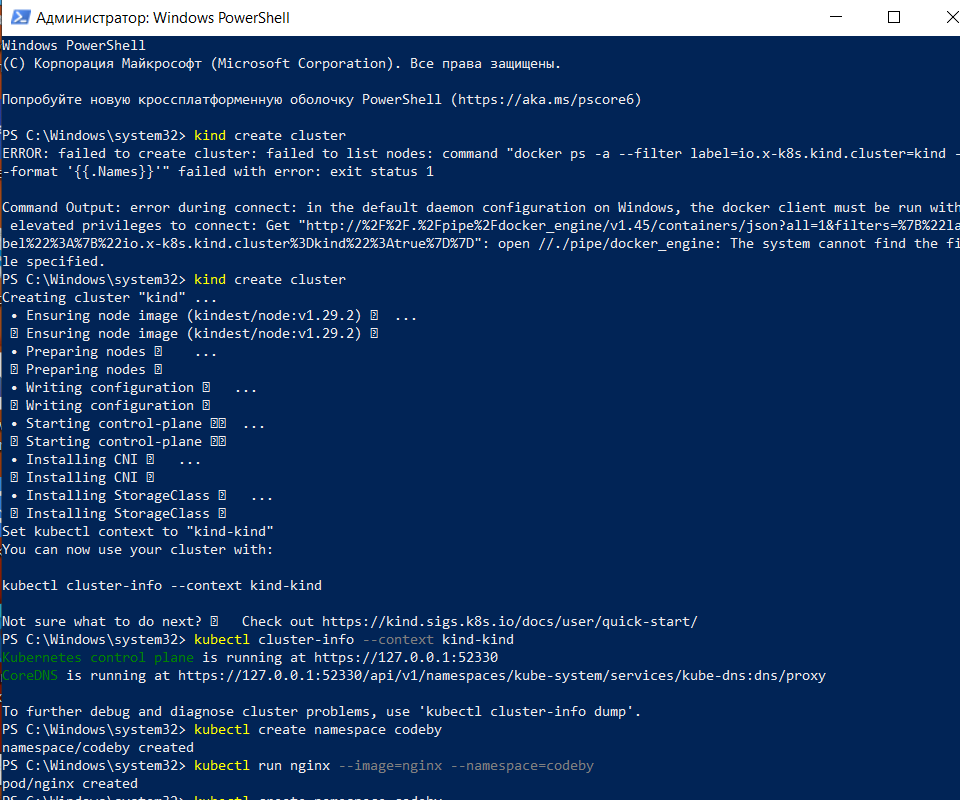 Администратор: Windows PowerShell
Windows PowerShell
(C) Корпорация Майкрософт (Microsoft Corporation). Все права защищены.
Попробуйте новую кроссплатформенную оболочку PowerShell (https://aka.ms/pscore6)
PS C:\Windows\system32> kind create cluster
ERROR: failed to create cluster: failed to list nodes: command "docker ps -a --filter label=io.x-k8s.kind.cluster=kind -
-format '{{.Names}}'" failed with error: exit status 1
Command Output: error during connect: in the default daemon configuration on Windows, the docker client must be run with
elevated privileges to connect: Get "http://%2F%2F.%2Fpipe%2Fdocker_engine/v1.45/containers/json?all=1&filters=%7B%22la
bel%22%3A%7B%22io.x-k8s.kind.cluster%3Dkind%22%3Atrue%7D%7D": open //./pipe/docker_engine: The system cannot find the fi
le specified.
PS C:\Windows\system32> kind create cluster
Creating cluster "kind" ...
• Ensuring node image (kindest/node:v1.29.2) ...
Ensuring node image (kindest/node:v1.29.2)
• Preparing nodes ...
Preparing nodes
• Writing configuration ...
Writing configuration
• Starting control-plane ...
Starting control-plane
• Installing CNI ...
Installing CNI
• Installing StorageClass ...
Installing StorageClass
Set kubectl context to "kind-kind"
You can now use your cluster with:
kubectl cluster-info --context kind-kind
Not sure what to do next? Check out https://kind.sigs.k8s.io/docs/user/quick-start/
PS C:\Windows\system32> kubectl cluster-info --context kind-kind
Kubernetes control plane is running at https://127.0.0.1:52330
CoreDNS is running at https://127.0.0.1:52330/api/v1/namespaces/kube-system/services/kube-dns:dns/proxy
To further debug and diagnose cluster problems, use 'kubectl cluster-info dump'.
PS C:\Windows\system32> kubectl create namespace codeby
namespace/codeby created
PS C:\Windows\system32> kubectl run nginx --image=nginx --namespace=codeby
pod/nginx created
PS C:\Windows\system32> kubectl create namespace codeby